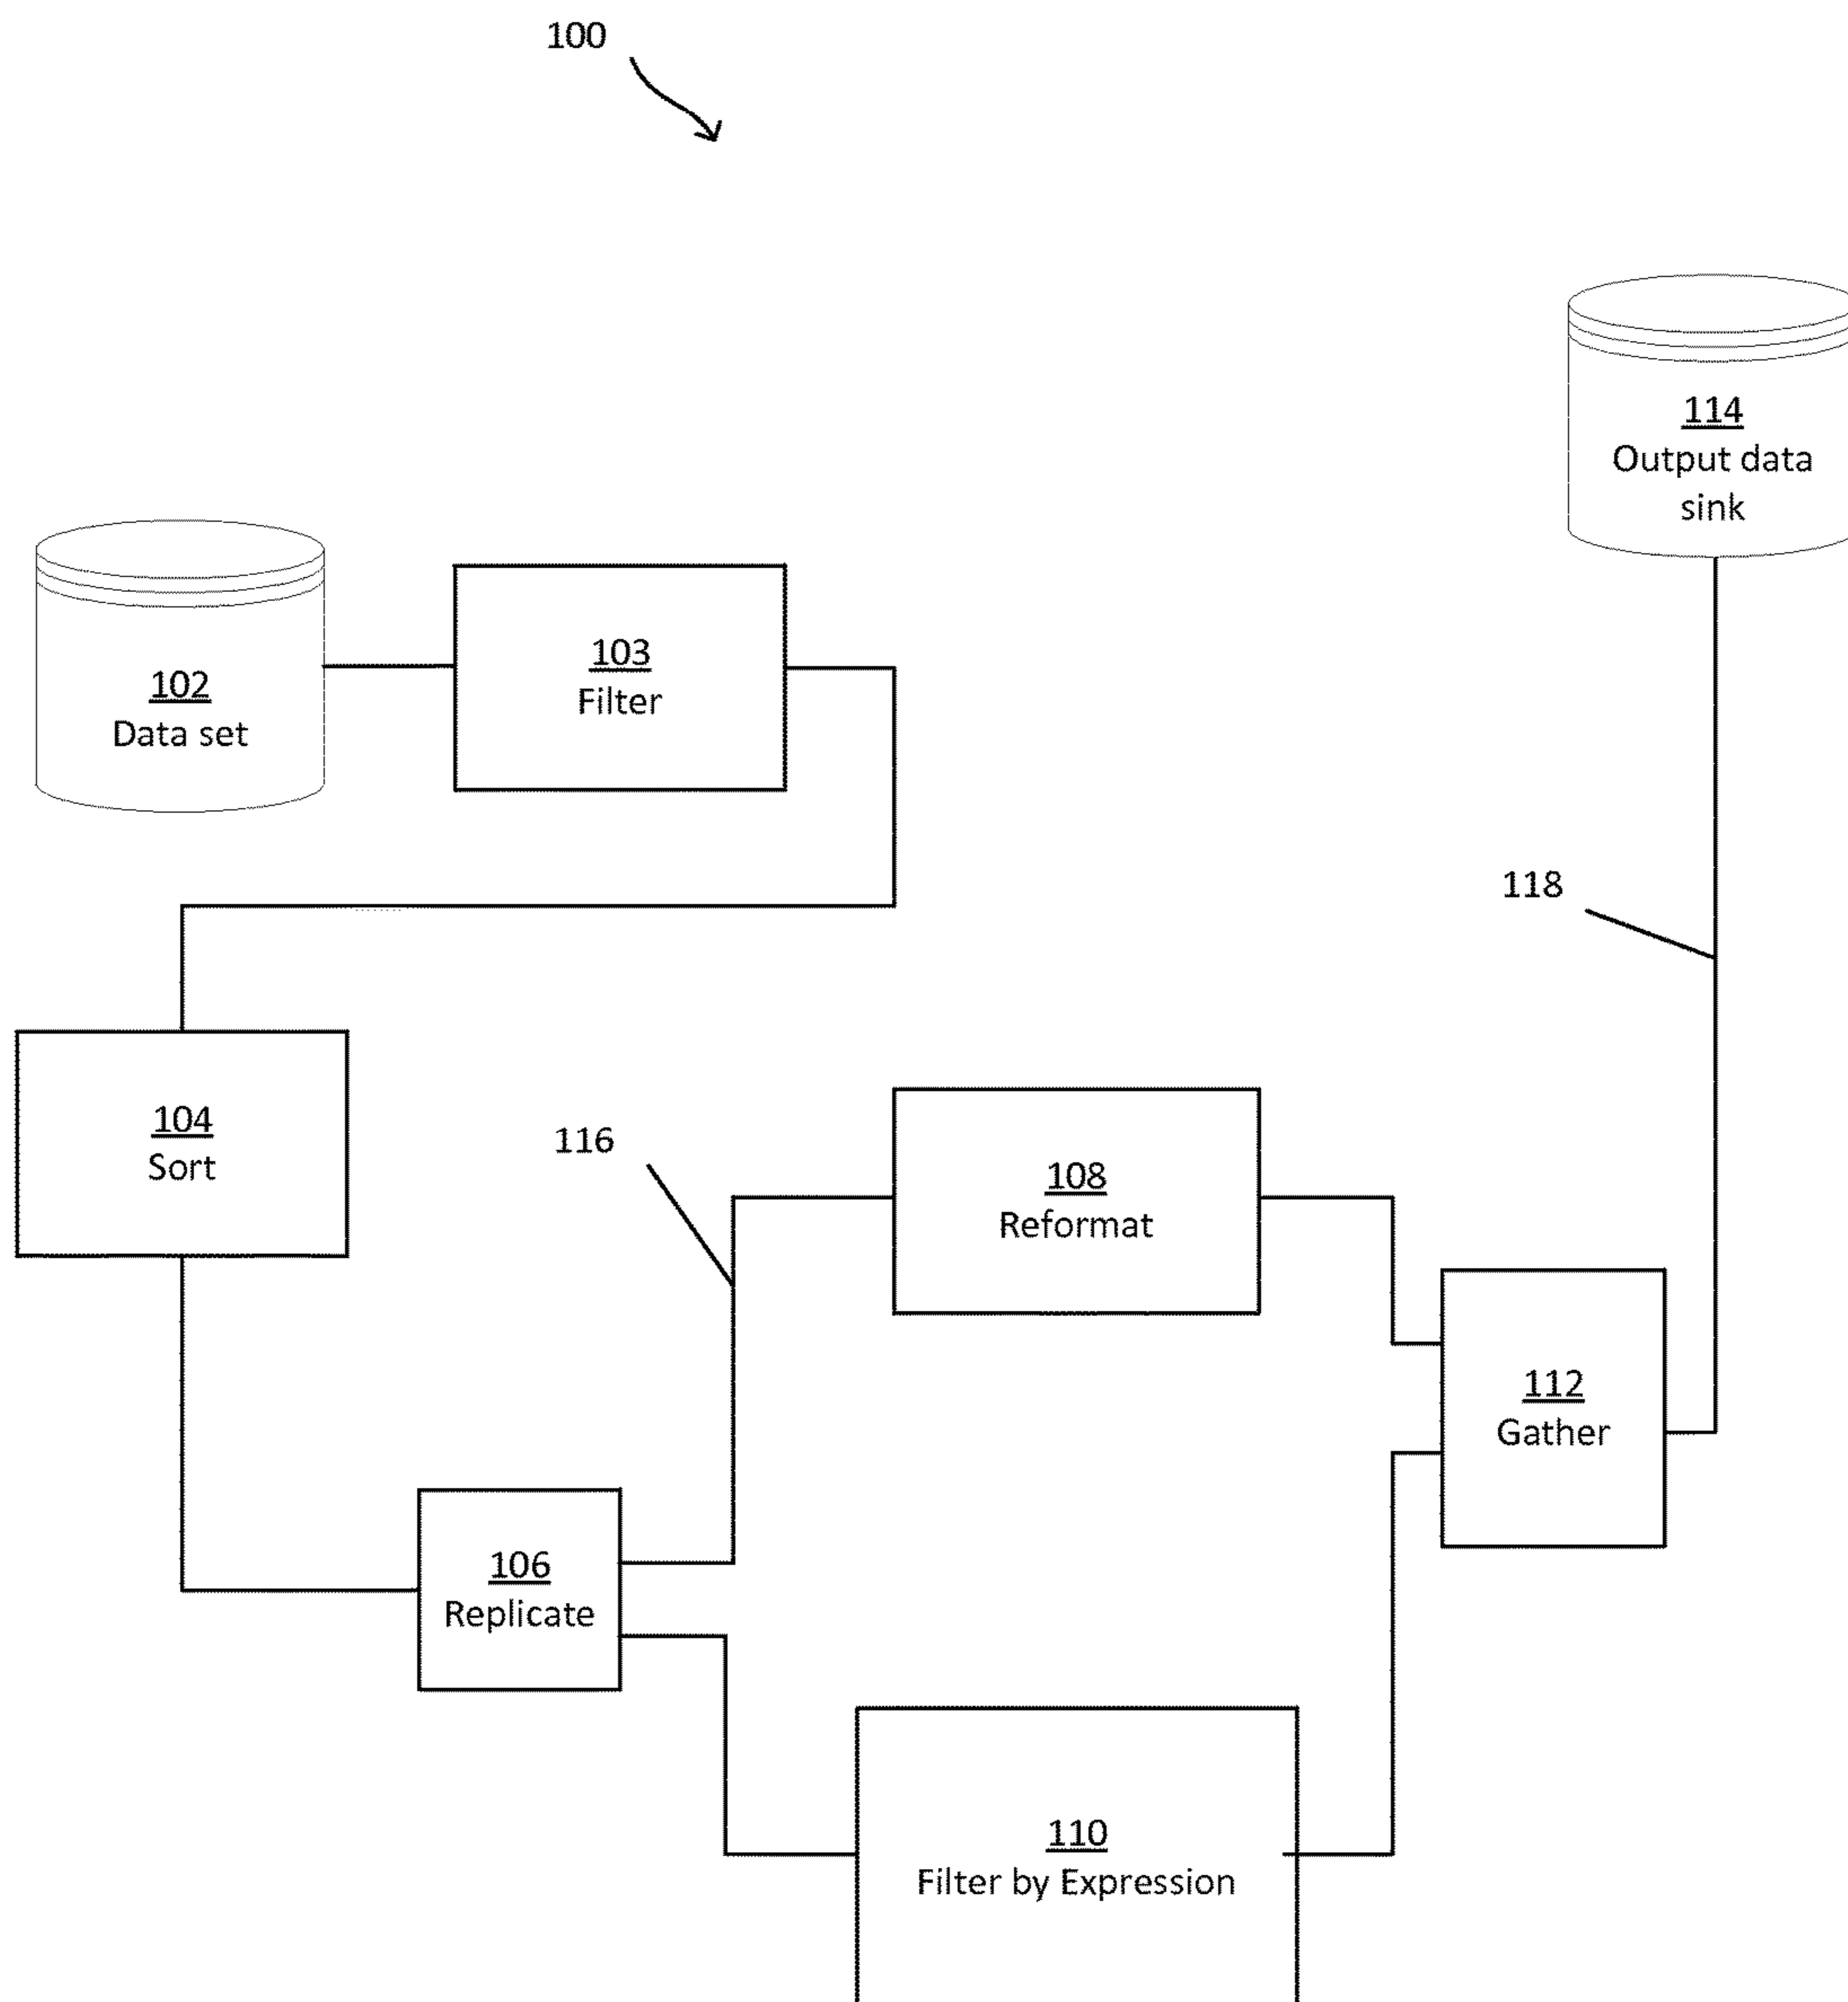 100
114
Output data
sink
102
Data set
103
Filter
118
104
Sort
116
108
Reformat
112
Gather
106
Replicate
110
Filter by Expression